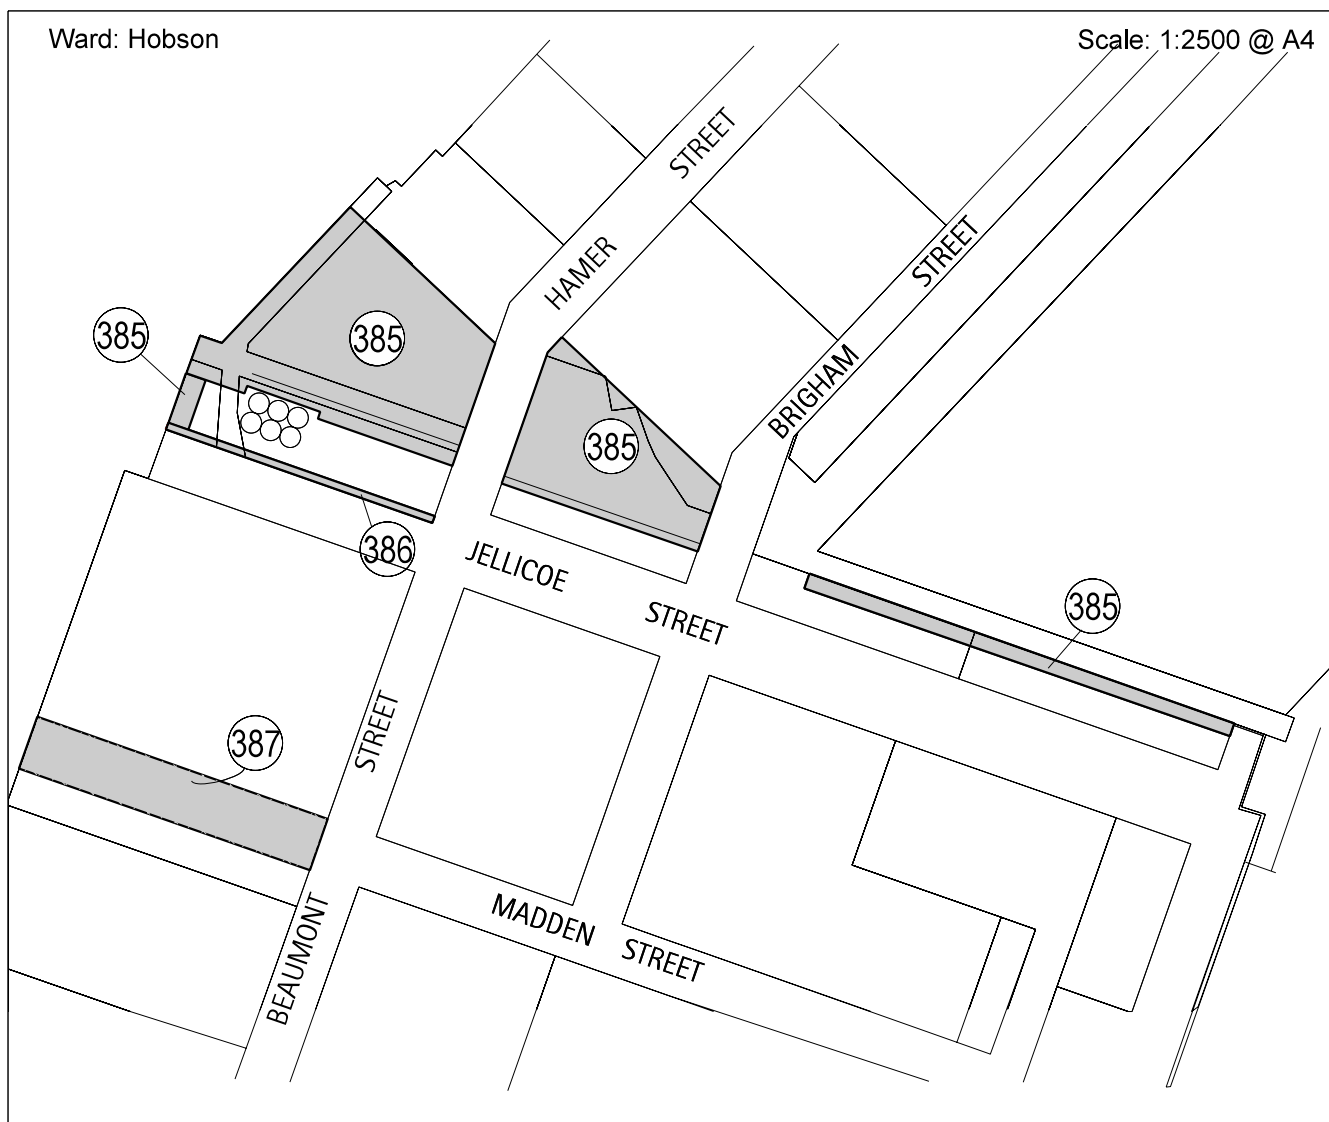 Ward: Hobson
Scale: 1:2500 @ A4
HAMER STREET
BRIGHAM STREET
385
385
385
386
JELLICOE STREET
385
387
BEAUMONT STREET
MADDEN STREET